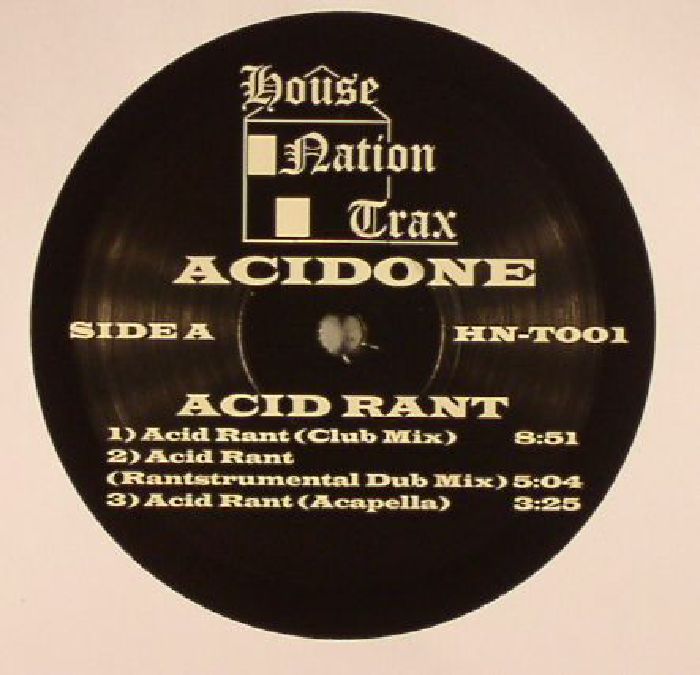 House
Nation
Trax
ACIDONE
SIDE A
HN-T001
ACID RANT
1) Acid Rant (Club Mix) 8:51
2) Acid Rant
(Rantstrumental Dub Mix) 5:04
3) Acid Rant (Acapella) 3:25